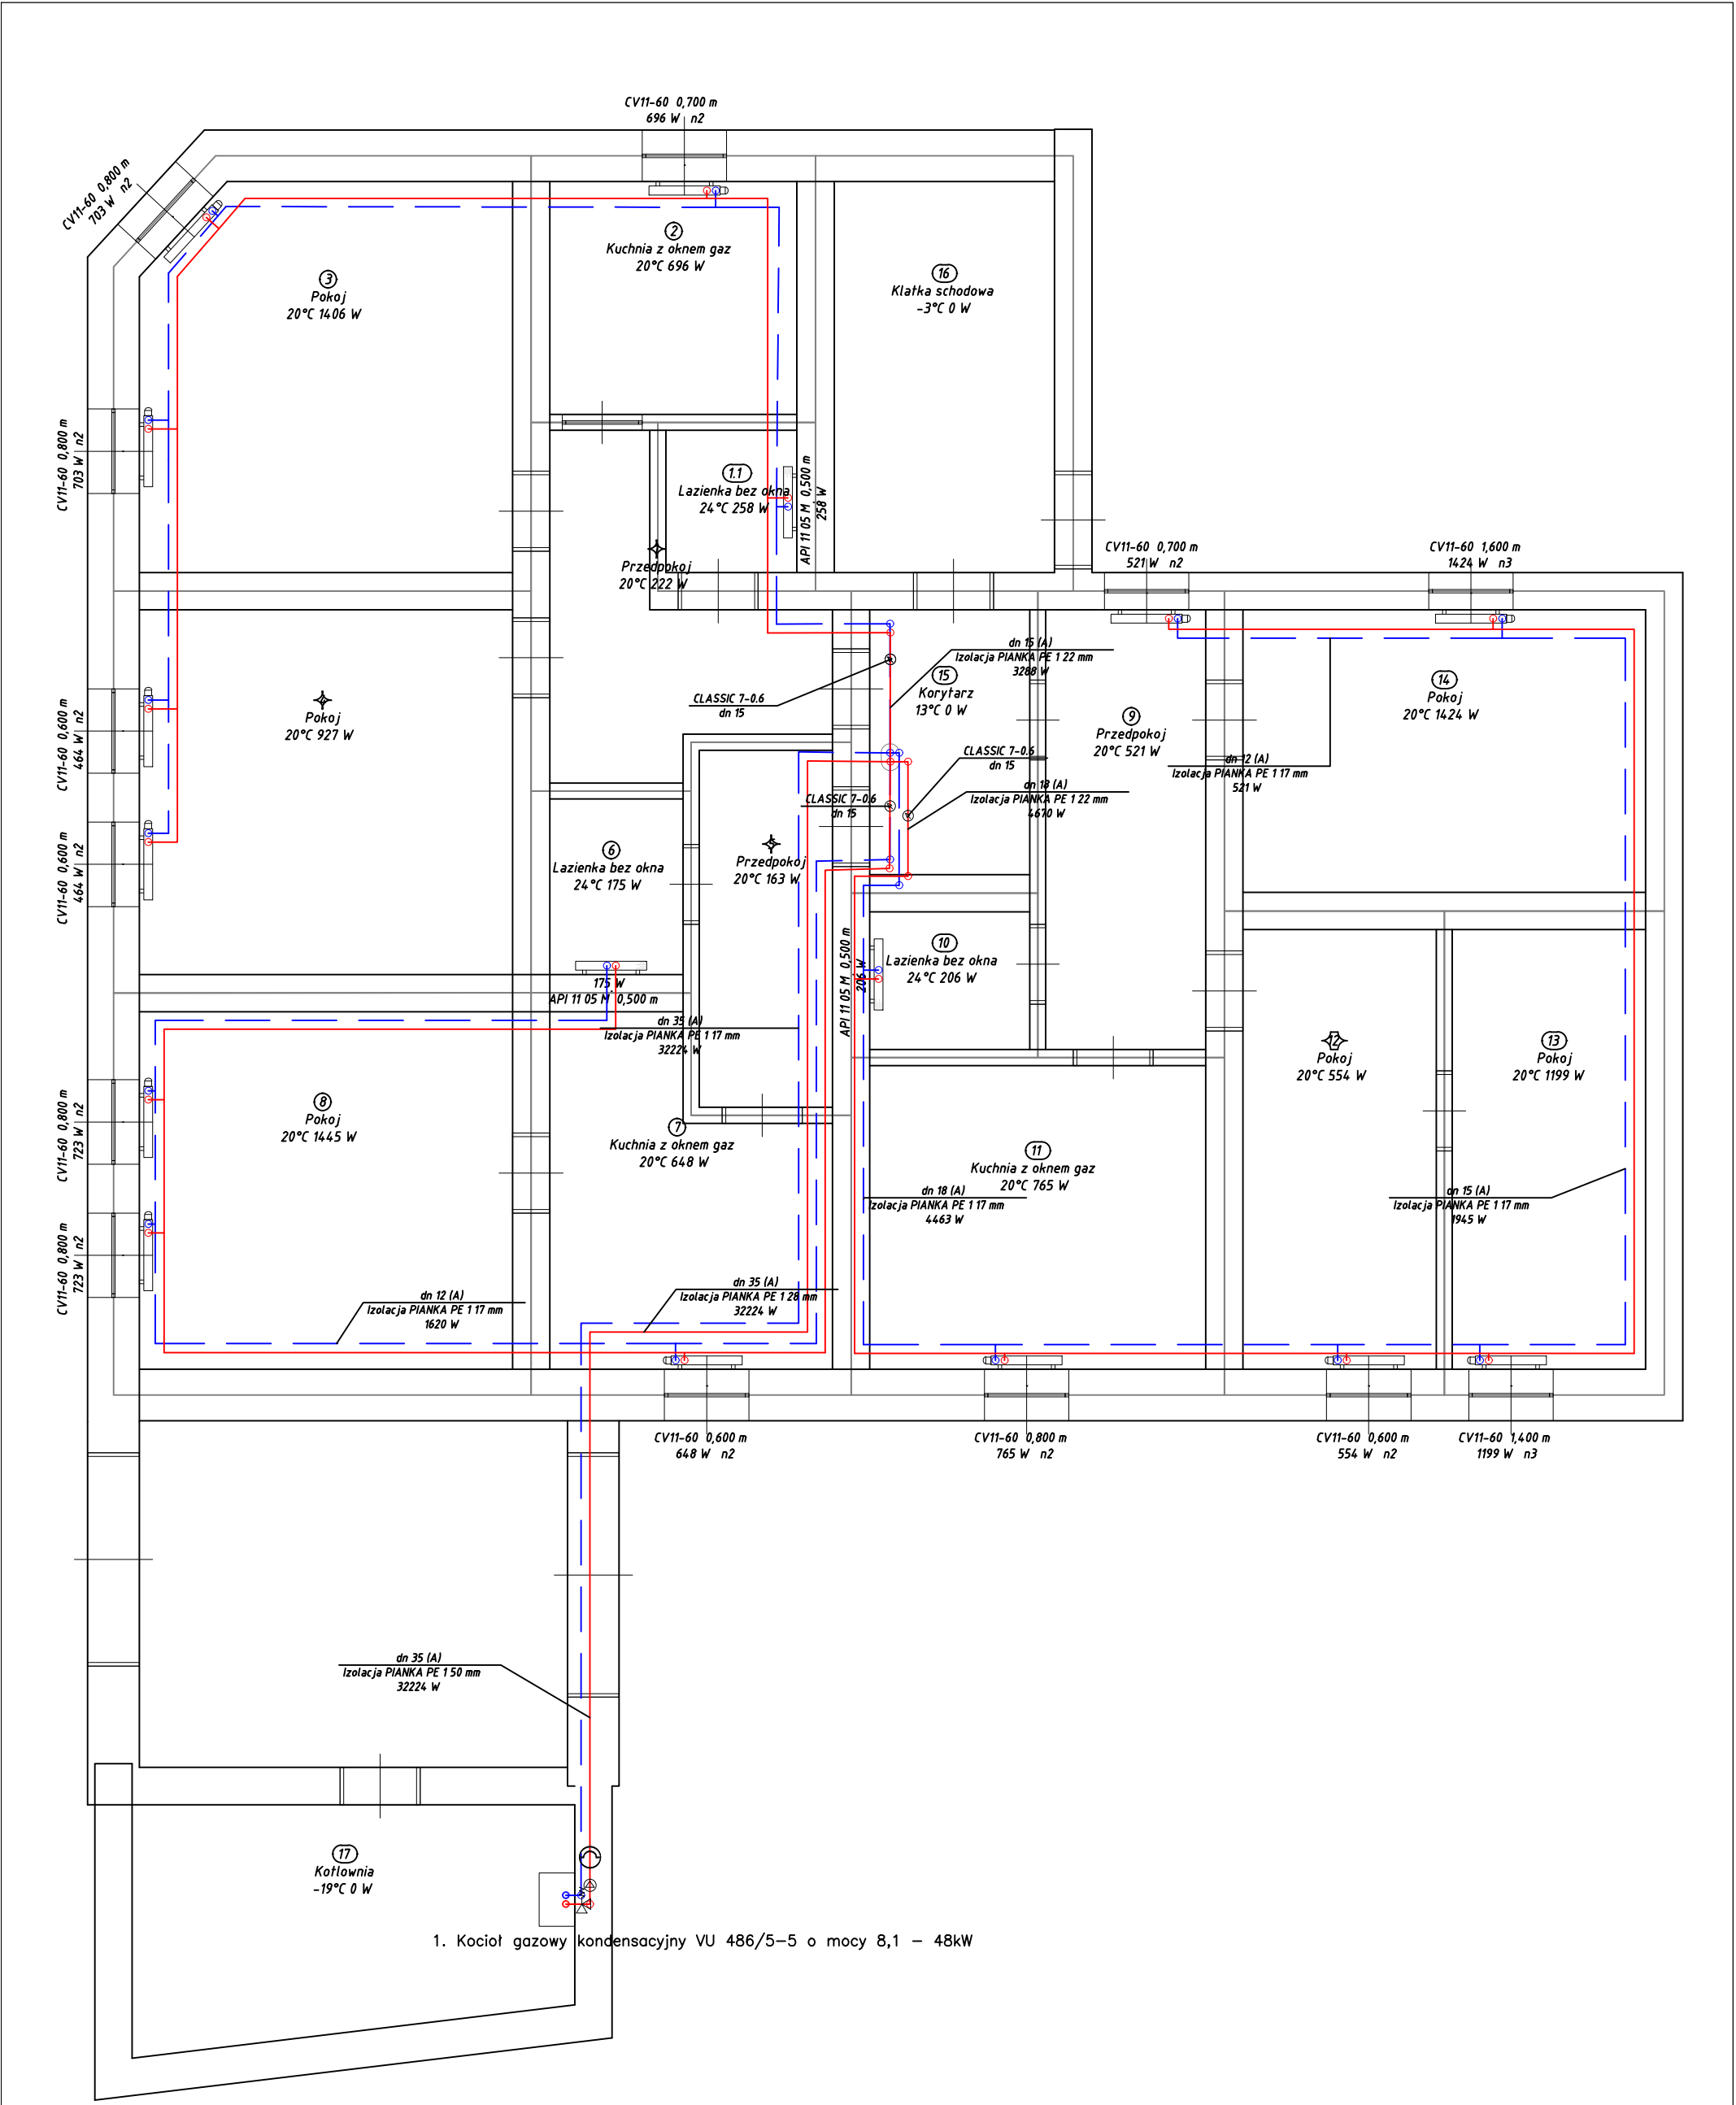 CV11-60 0,700 m
696 W n2
CV11-60 0,800 m
703 W n2
2
Kuchnia z oknem gaz
20°C 696 W
3
Pokoj
20°C 1406 W
16
Klatka schodowa
-3°C 0 W
CV11-60 0,800 m
703 W n2
1.1
Lazienka bez okna
24°C 258 W
API 11 05 M 0,500 m
258 W
Przedpokoj
20°C 222 W
CV11-60 0,700 m
521 W n2
CV11-60 1,600 m
1424 W n3
dn 15 (A)
Izolacja PIANKA PE 1 22 mm
3288 W
CLASSIC 7-0.6
dn 15
15
Korytarz
13°C 0 W
14
Pokoj
20°C 1424 W
Pokoj
20°C 927 W
CV11-60 0,600 m
464 W n2
9
Przedpokoj
20°C 521 W
CLASSIC 7-0.6
dn 15
dn 12 (A)
Izolacja PIANKA PE 1 17 mm
521 W
dn 18 (A)
Izolacja PIANKA PE 1 22 mm
4670 W
CLASSIC 7-0.6
dn 15
CV11-60 0,600 m
464 W n2
6
Lazienka bez okna
24°C 175 W
5
Przedpokoj
20°C 163 W
10
Lazienka bez okna
24°C 206 W
API 11 05 M 0,500 m
206 W
175 W
API 11 05 M 0,500 m
dn 35 (A)
Izolacja PIANKA PE 1 17 mm
32224 W
12
Pokoj
20°C 554 W
13
Pokoj
20°C 1199 W
CV11-60 0,800 m
723 W n2
8
Pokoj
20°C 1445 W
7
Kuchnia z oknem gaz
20°C 648 W
11
Kuchnia z oknem gaz
20°C 765 W
dn 18 (A)
Izolacja PIANKA PE 1 17 mm
4463 W
dn 15 (A)
Izolacja PIANKA PE 1 17 mm
1945 W
CV11-60 0,800 m
723 W n2
dn 12 (A)
Izolacja PIANKA PE 1 17 mm
1620 W
dn 35 (A)
Izolacja PIANKA PE 1 28 mm
32224 W
CV11-60 0,600 m
648 W n2
CV11-60 0,800 m
765 W n2
CV11-60 0,600 m
554 W n2
CV11-60 1,400 m
1199 W n3
dn 35 (A)
Izolacja PIANKA PE 1 50 mm
32224 W
17
Kotlownia
-19°C 0 W
1. Kocioł gazowy kondensacyjny VU 486/5-5 o mocy 8,1 - 48kW